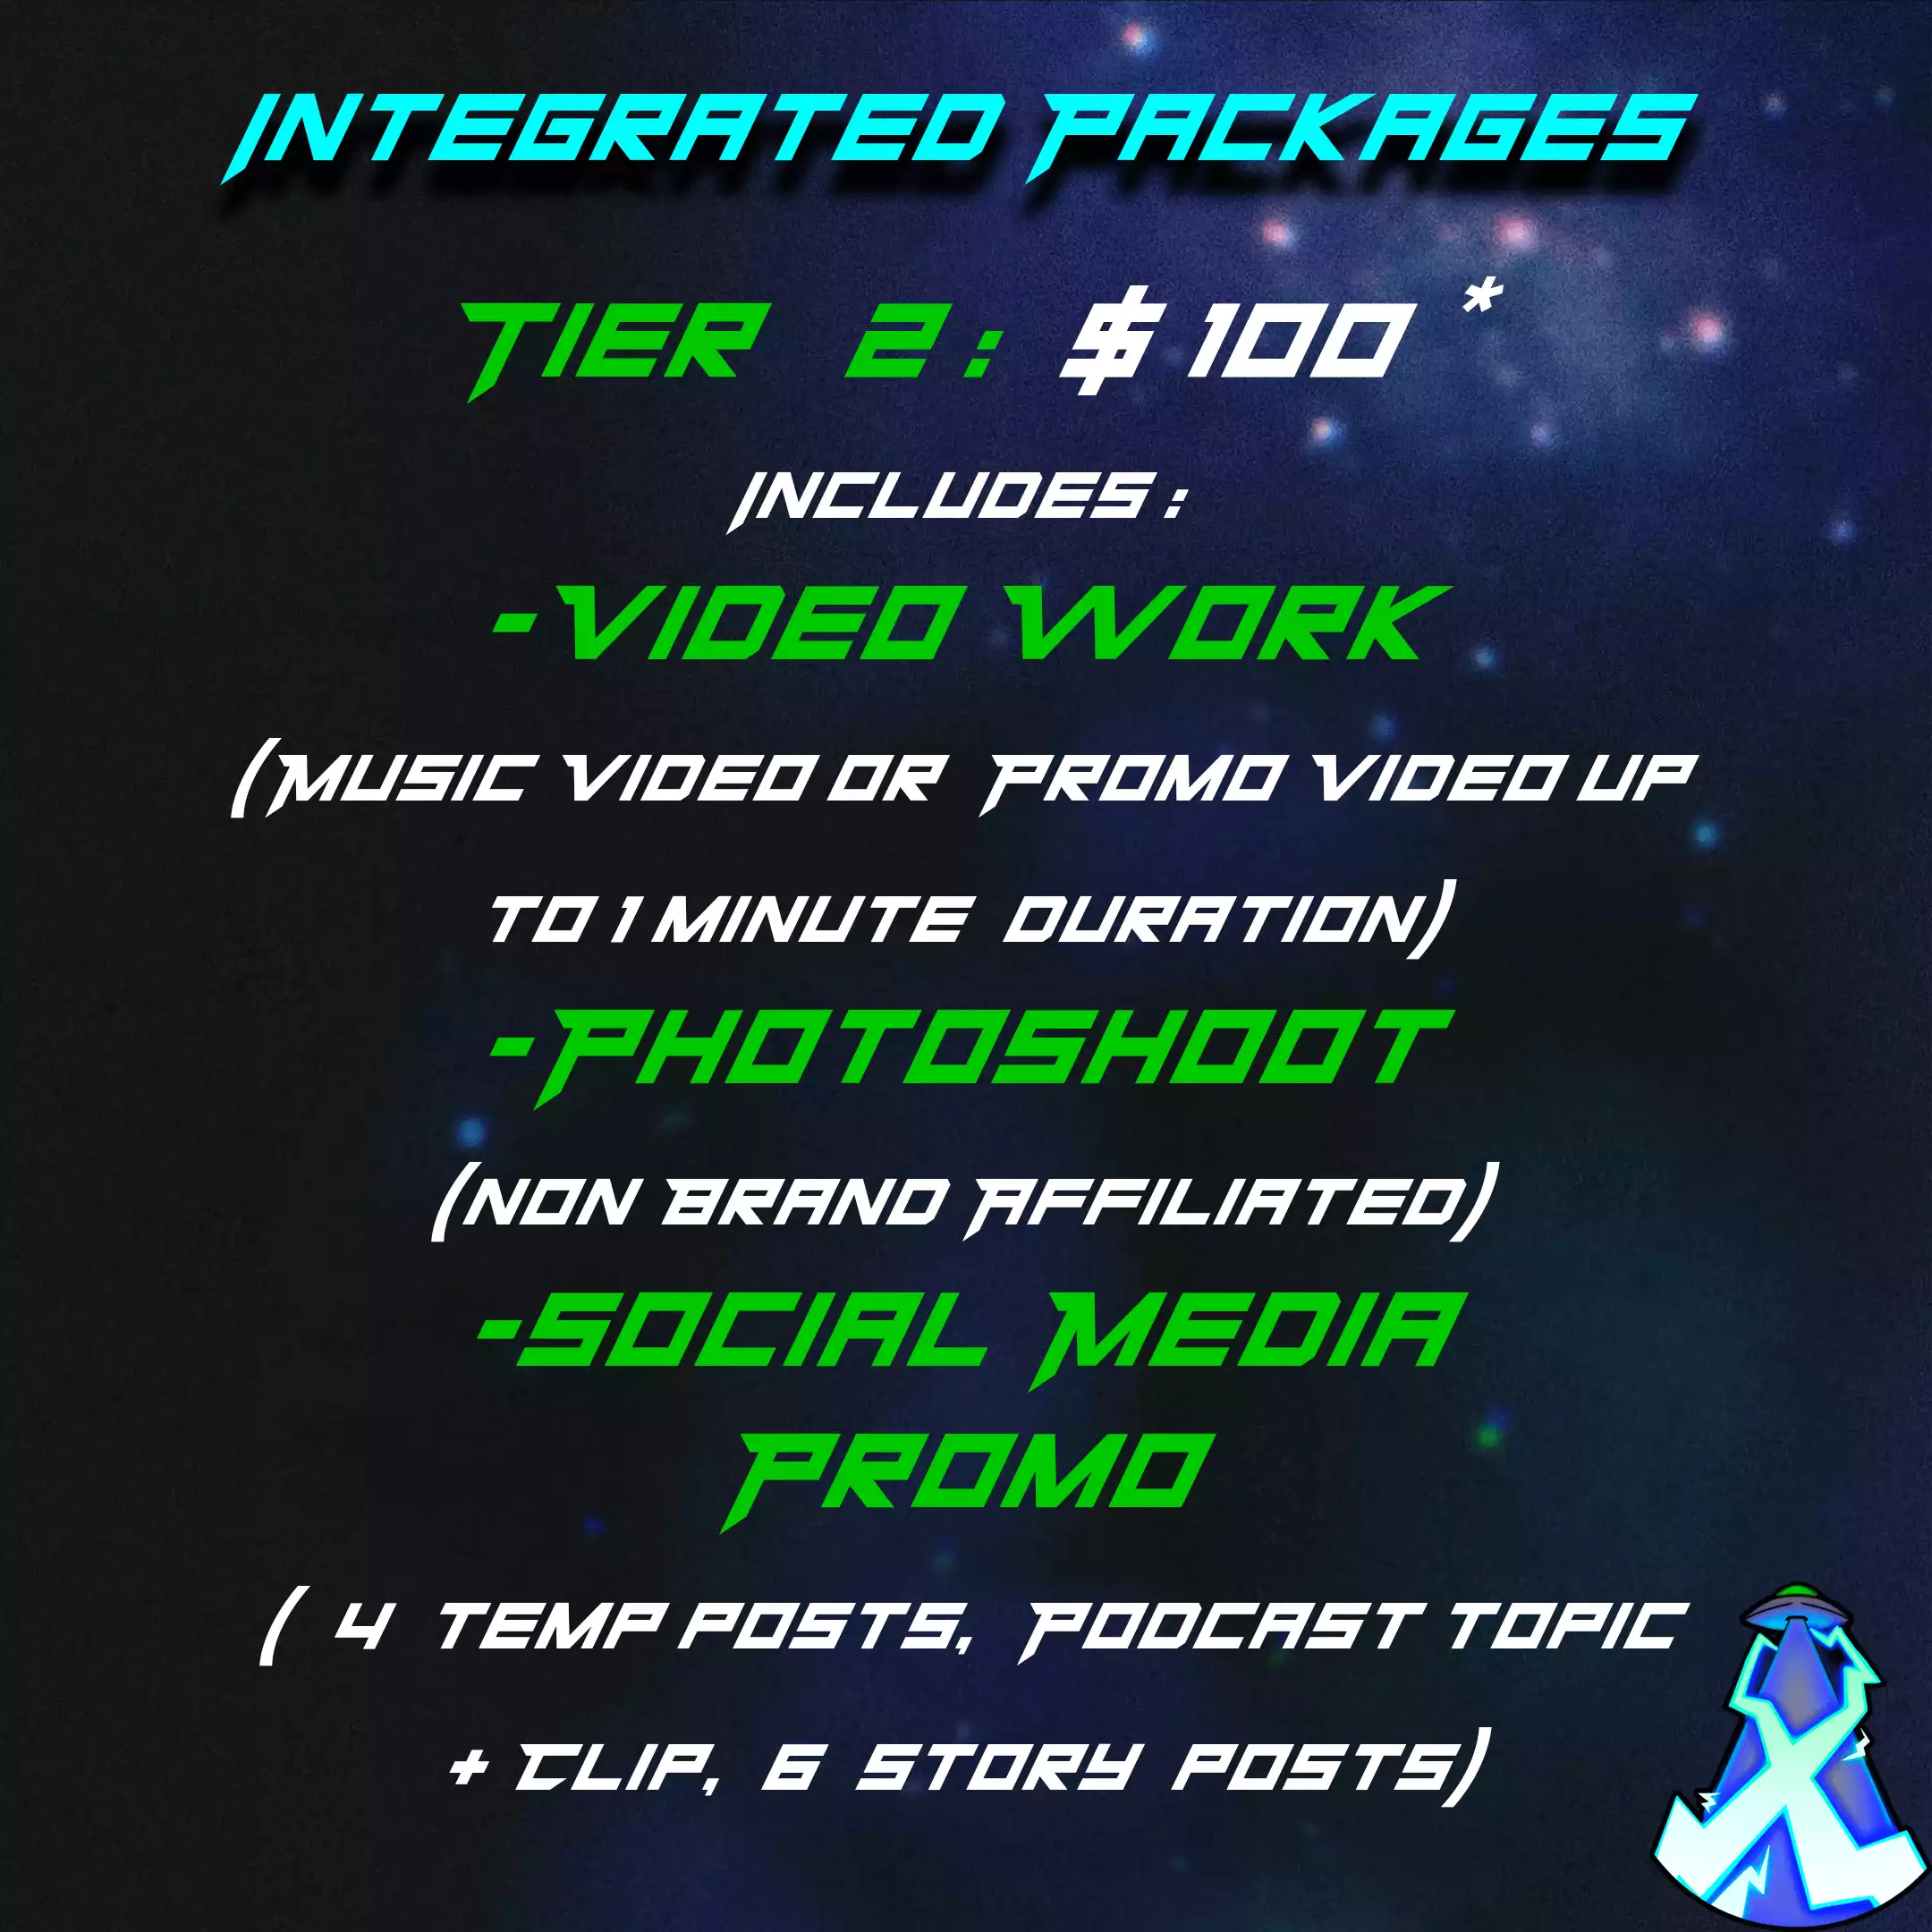 Integrated Packages
Tier 2: $100 *
Includes:
-Video Work
(Music Video or Promo Video up
to 1 minute duration)
-Photoshoot
(non Brand Affiliated)
-Social Media
Promo
( 4 temp posts, Podcast topic
+ Clip, 6 story posts)
X